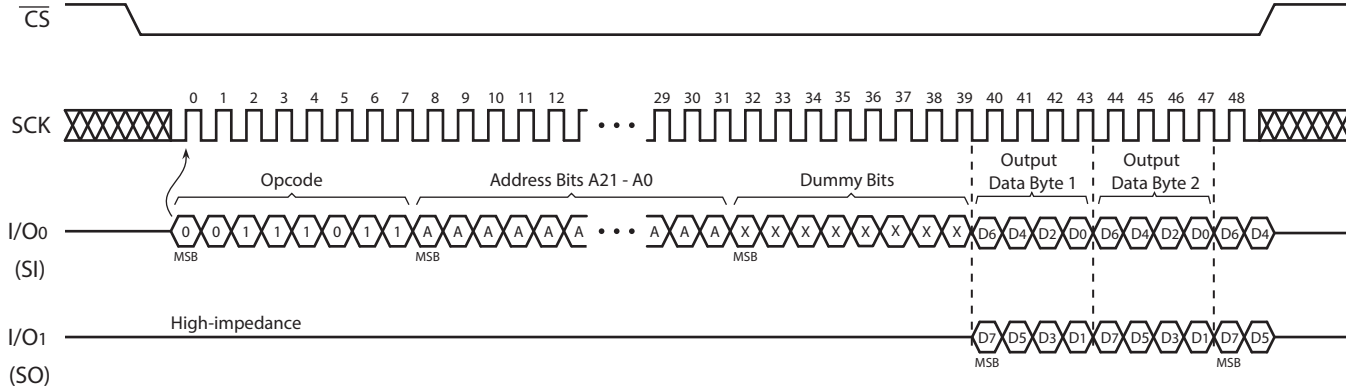 CS
0 1 2 3 4 5 6 7 8 9 10 11 12 29 30 31 32 33 34 35 36 37 38 39 40 41 42 43 44 45 46 47 48
SCK • • •
Output Data Byte 1
Output Data Byte 2
Opcode Address Bits A21 - A0 Dummy Bits
I/O0 (SI)
0 0 1 1 1 0 1 1 A A A A A A • • • A A A X X X X X X X X D6 D4 D2 D0 D6 D4 D2 D0 D6 D4
MSB MSB MSB
High-impedance
I/O1 (SO)
D7 D5 D3 D1 D7 D5 D3 D1 D7 D5
MSB MSB